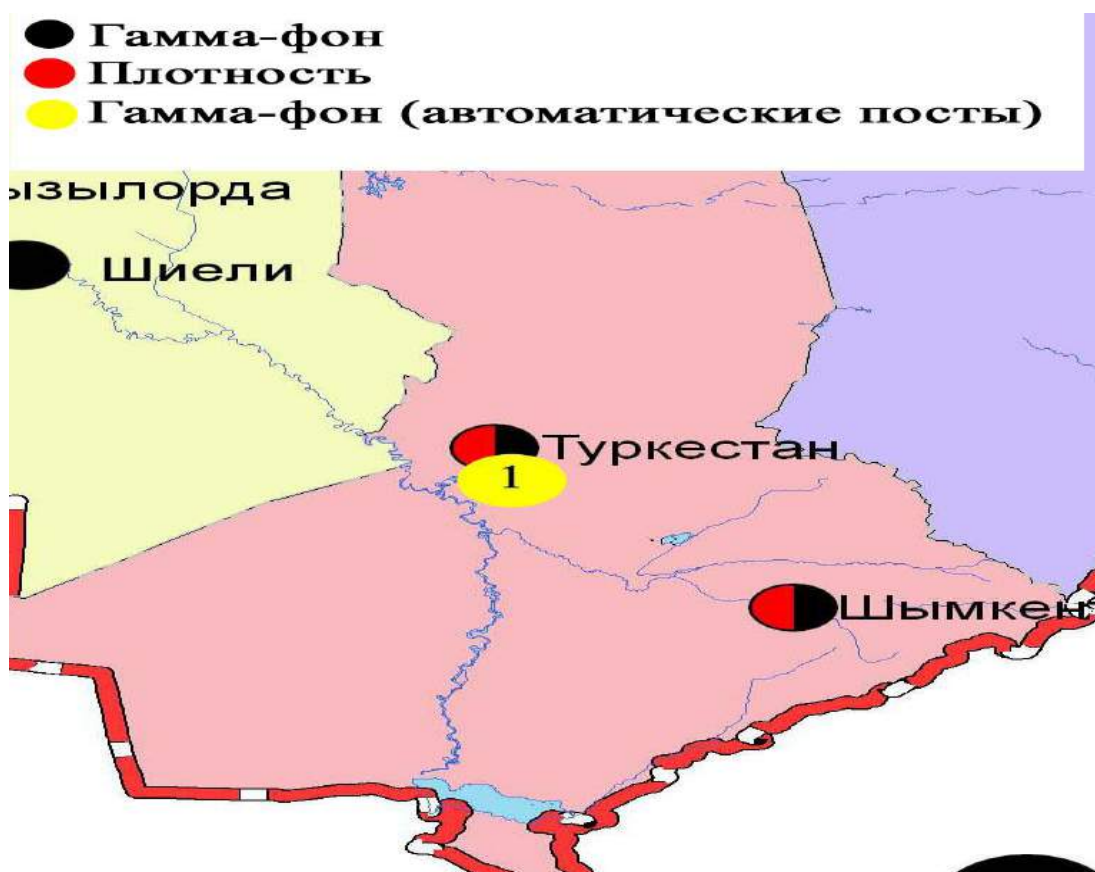 Гамма-фон
Плотность
Гамма-фон (автоматические посты)
ызылорда
Шиели
Туркестан
1
Шымкен